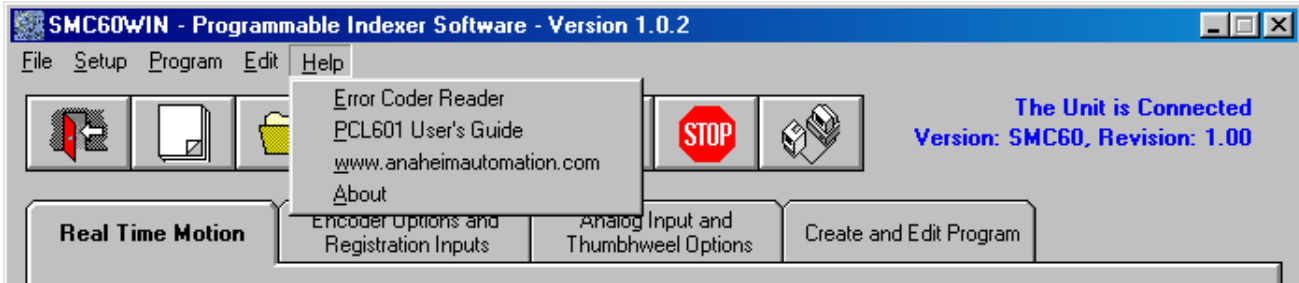 SMC60WIN - Programmable Indexer Software - Version 1.0.2
File Setup Program Edit Help
Error Coder Reader
PCL601 User's Guide
www.anaheimautomation.com
About
STOP
The Unit is Connected
Version: SMC60, Revision: 1.00
Real Time Motion
Encoder Options and
Registration Inputs
Analog Input and
Thumbhweel Options
Create and Edit Program